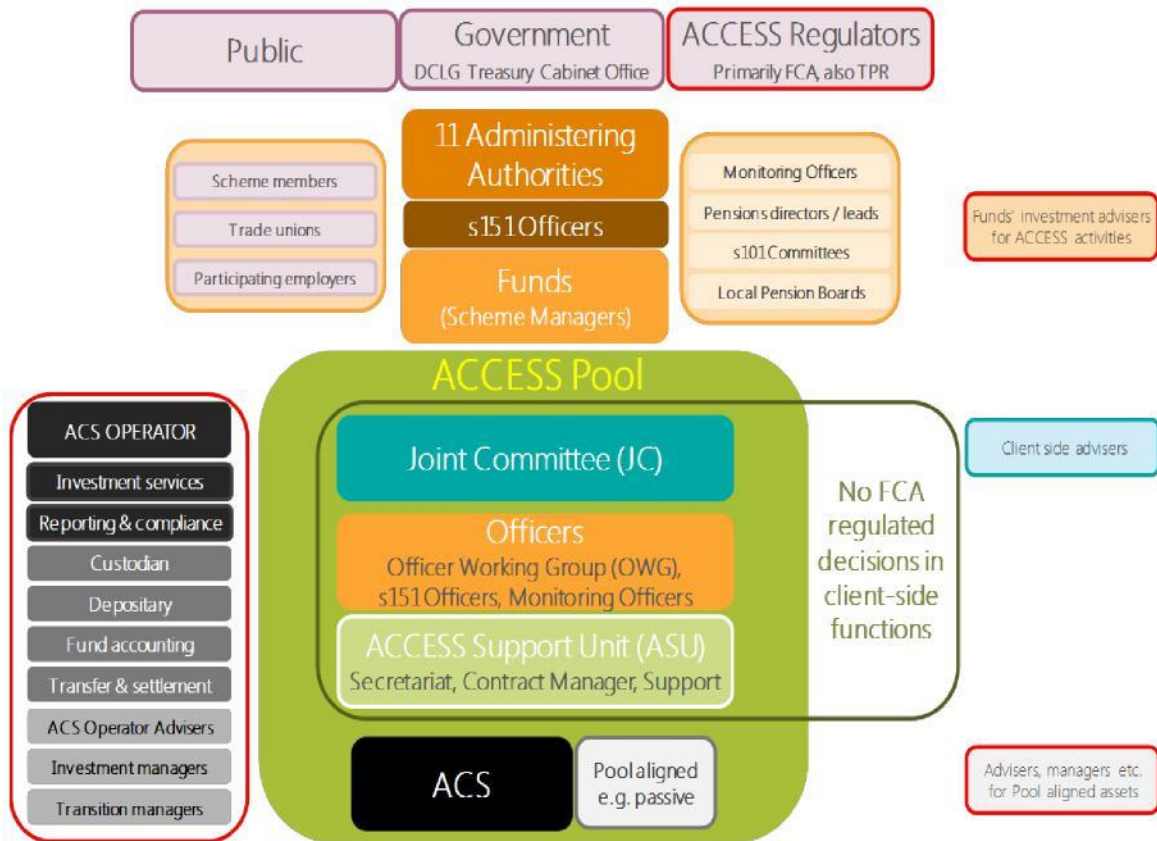 Public
Government
DCLG Treasury Cabinet Office
ACCESS Regulators
Primarily FCA, also TPR
Scheme members
Trade unions
Participating employers
11 Administering
Authorities
s151 Officers
Funds
(Scheme Managers)
Monitoring Officers
Pensions directors / leads
s101 Committees
Local Pension Boards
Funds' investment advisers
for ACCESS activities
ACCESS Pool
ACS OPERATOR
Investment services
Reporting & compliance
Custodian
Depositary
Fund accounting
Transfer & settlement
ACS Operator Advisers
Investment managers
Transition managers
Joint Committee (JC)
Officers
Officer Working Group (OWG),
s151 Officers, Monitoring Officers
ACCESS Support Unit (ASU)
Secretariat, Contract Manager, Support
No FCA
regulated
decisions in
client-side
functions
Client side advisers
ACS
Pool aligned
e.g. passive
Advisers, managers etc.
for Pool aligned assets